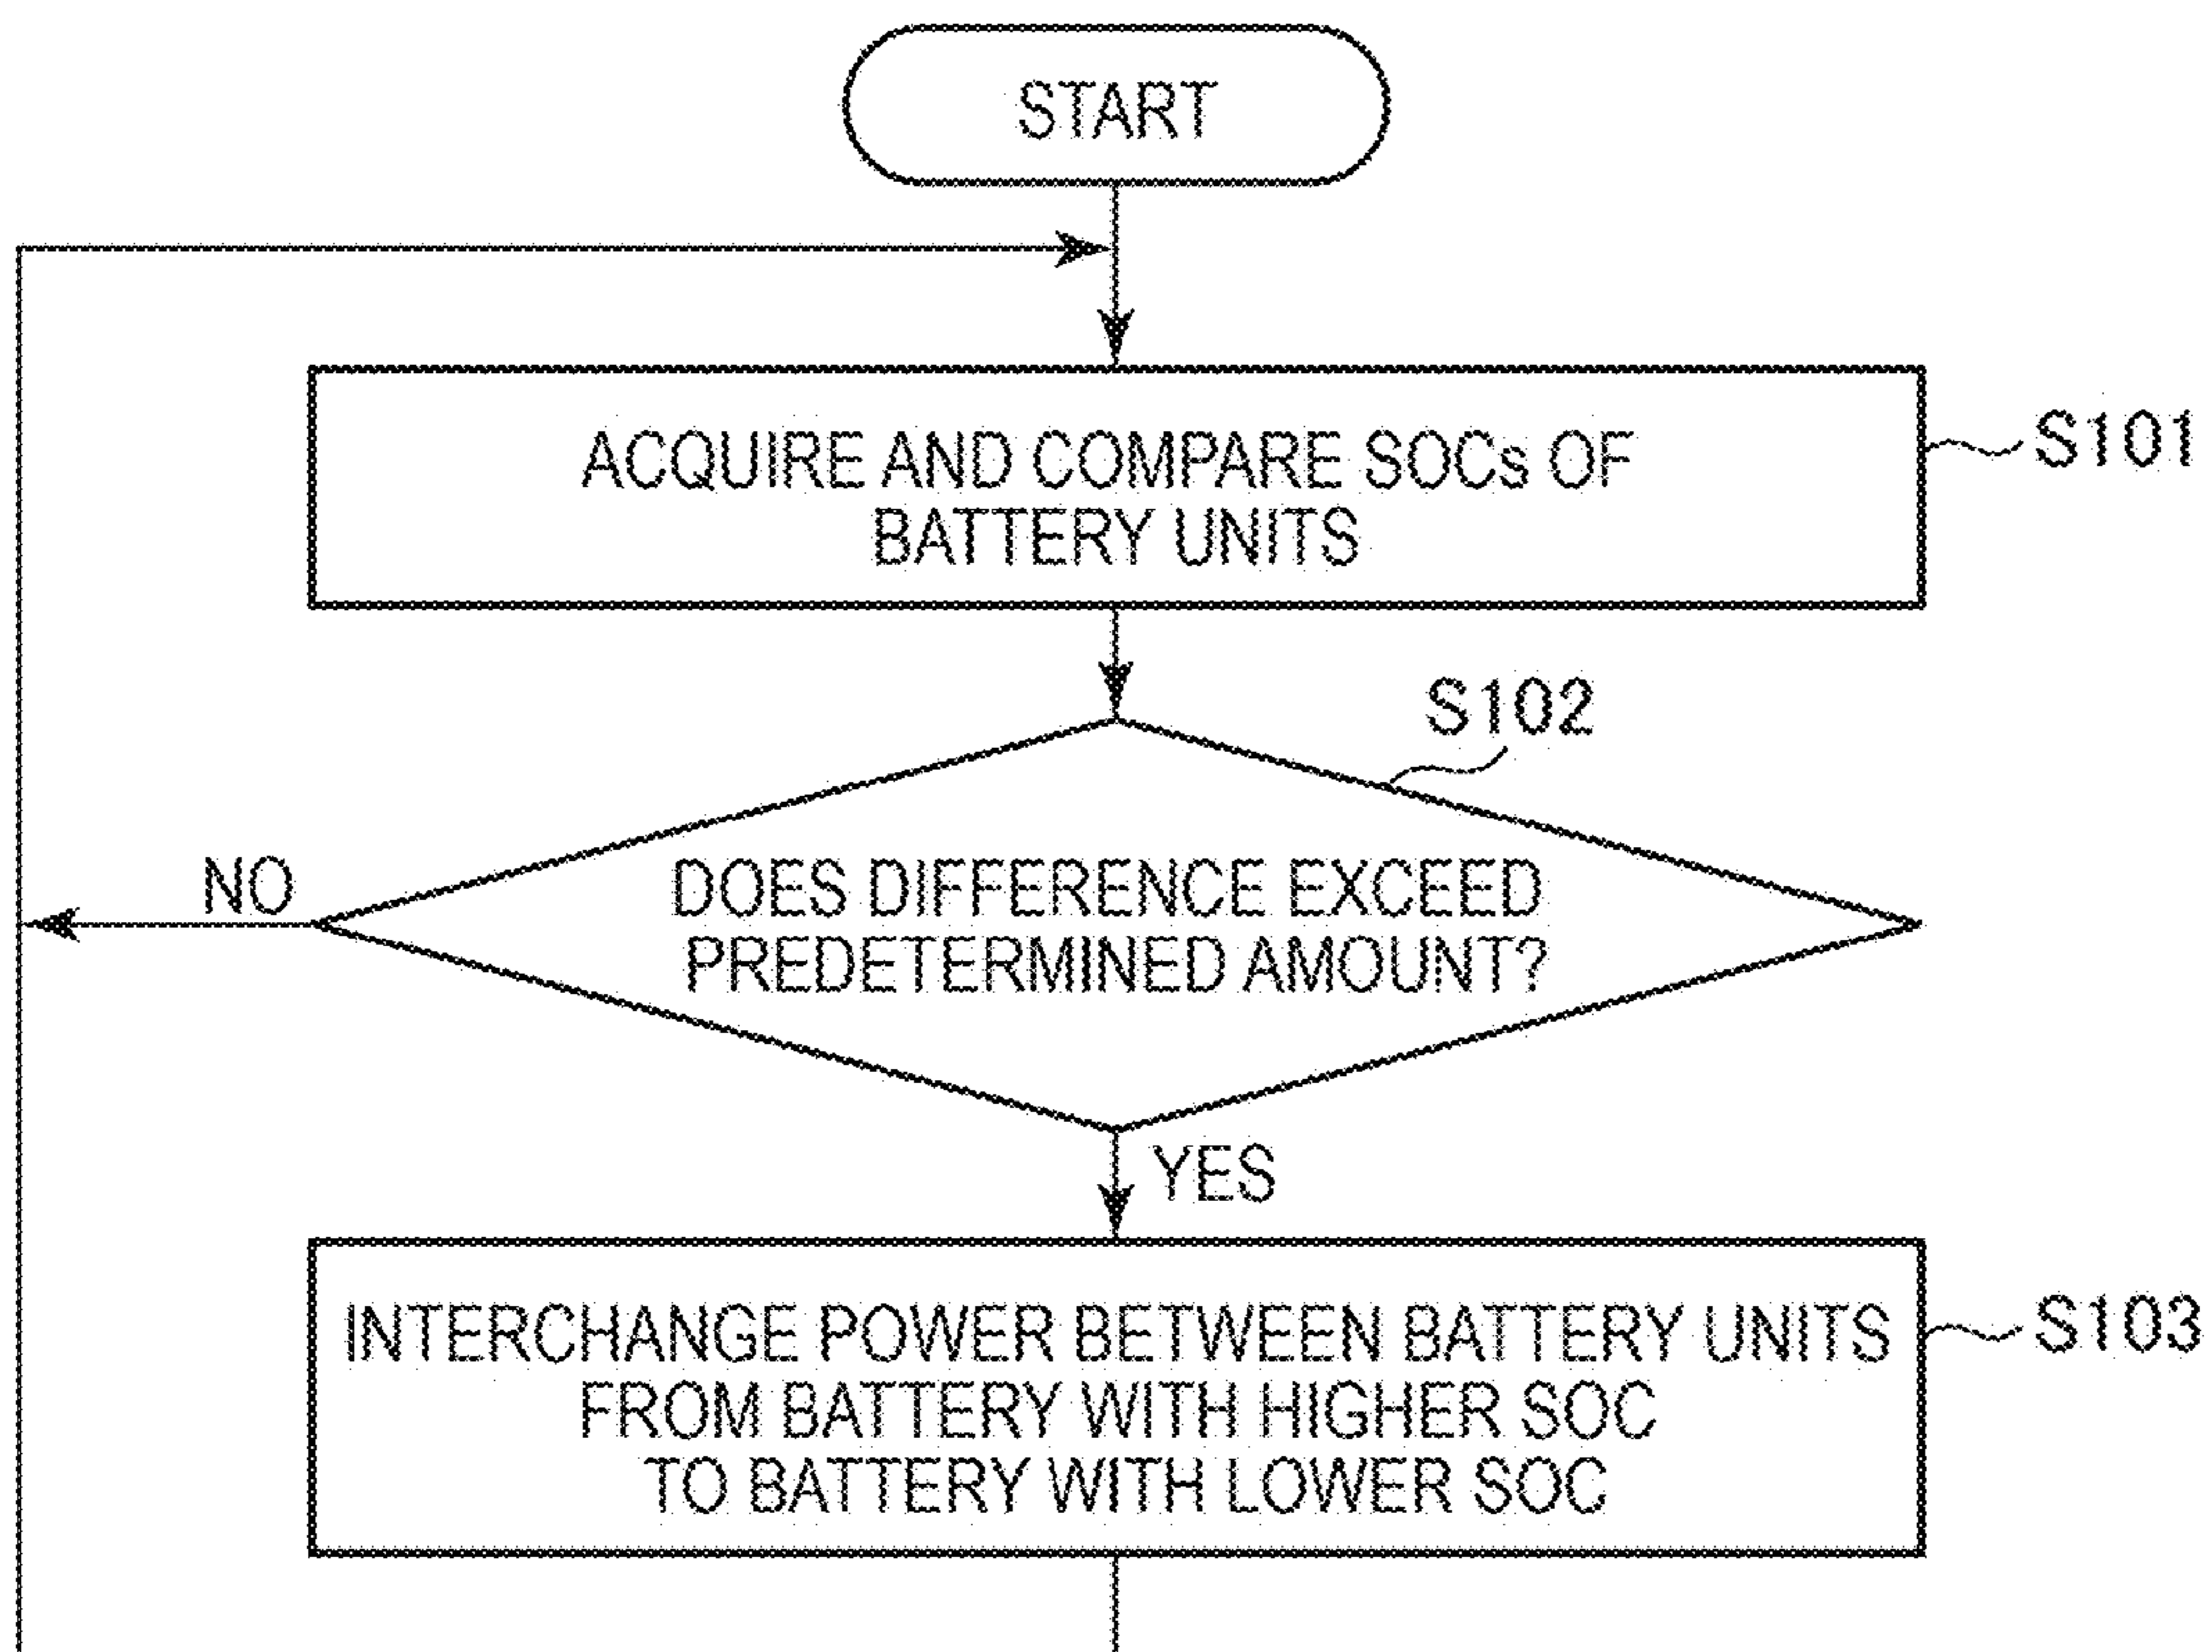 START
ACQUIRE AND COMPARE SOCs OF
BATTERY UNITS
S101
S102
NO
DOES DIFFERENCE EXCEED
PREDETERMINED AMOUNT?
YES
INTERCHANGE POWER BETWEEN BATTERY UNITS
FROM BATTERY WITH HIGHER SOC
TO BATTERY WITH LOWER SOC
S103